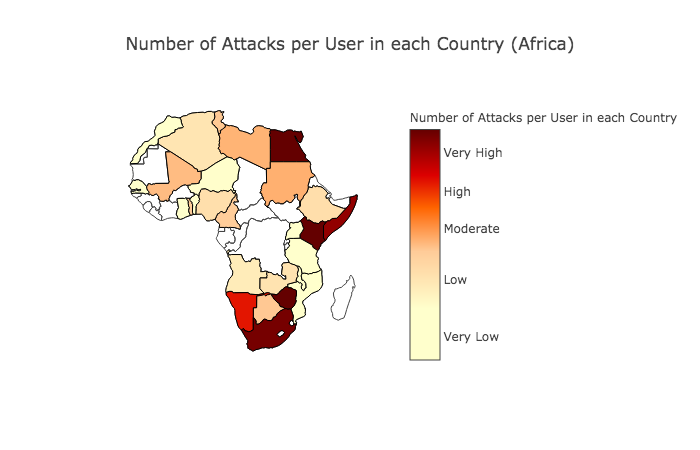 Number of Attacks per User in each Country (Africa)
Number of Attacks per User in each Country
Very High
High
Moderate
Low
Very Low